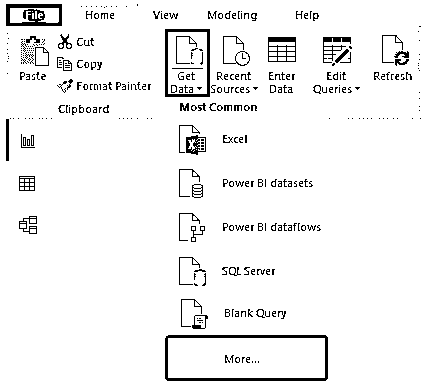 File Home View Modeling Help
Cut
Copy
Format Painter
Paste
Get Data
Recent Sources
Enter Data
Edit Queries
Refresh
Clipboard
Most Common
Excel
Power BI datasets
Power BI dataflows
SQL Server
Blank Query
More...